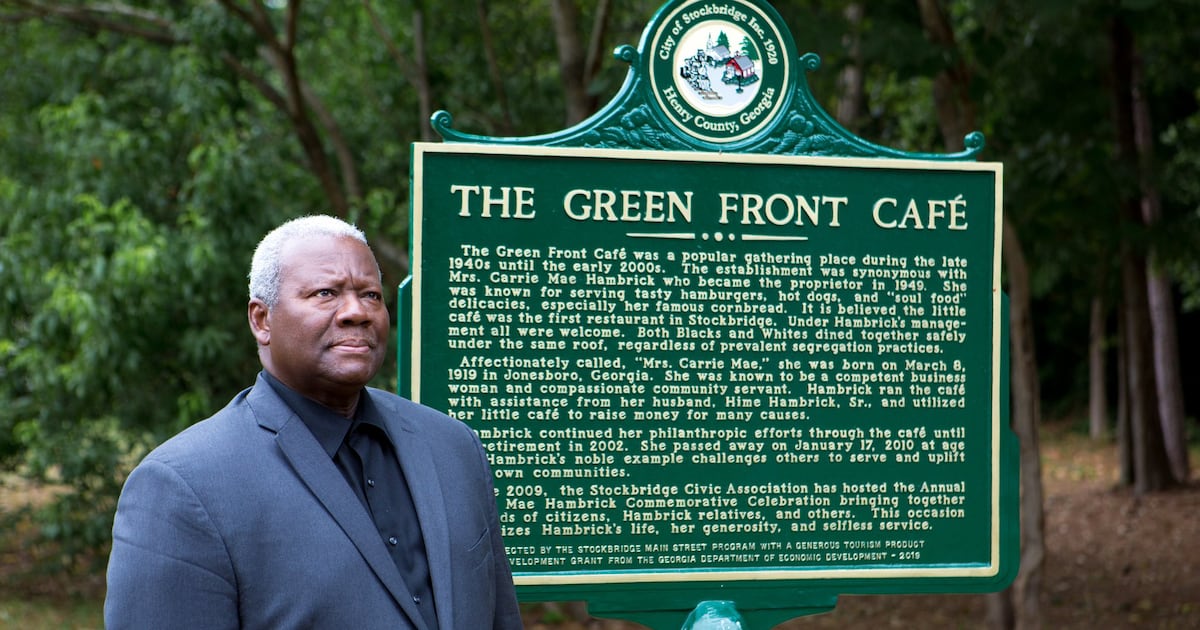 City of Stockbridge Inc. 1920
Henry County, Georgia
THE GREEN FRONT CAFÉ
The Green Front Café was a popular gathering place during the late
1940s until the early 2000s. The establishment was synonymous with
Mrs. Carrie Mae Hambrick who became the proprietor in 1949. She
was known for serving tasty hamburgers, hot dogs, and “soul food”
delicacies, especially her famous cornbread. It is believed the little
café was the first restaurant in Stockbridge. Under Hambrick's manage-
ment all were welcome. Both Blacks and Whites dined together safely
under the same roof, regardless of prevalent segregation practices.
Affectionately called, “Mrs. Carrie Mae,” she was born on March 8,
1919 in Jonesboro, Georgia. She was known to be a competent business
woman and compassionate community servant. Hambrick ran the café
with assistance from her husband, Hime Hambrick, Sr., and utilized
her little café to raise money for many causes.
ambrick continued her philanthropic efforts through the café until
retirement in 2002. She passed away on January 17, 2010 at age
Hambrick's noble example challenges others to serve and uplift
own communities.
e 2009, the Stockbridge Civic Association has hosted the Annual
Mae Hambrick Commemorative Celebration bringing together
ds of citizens, Hambrick relatives, and others. This occasion
izes Hambrick's life, her generosity, and selfless service.
ECTED BY THE STOCKBRIDGE MAIN STREET PROGRAM WITH A GENEROUS TOURISM PRODUCT
VELOPMENT GRANT FROM THE GEORGIA DEPARTMENT OF ECONOMIC DEVELOPMENT - 2019